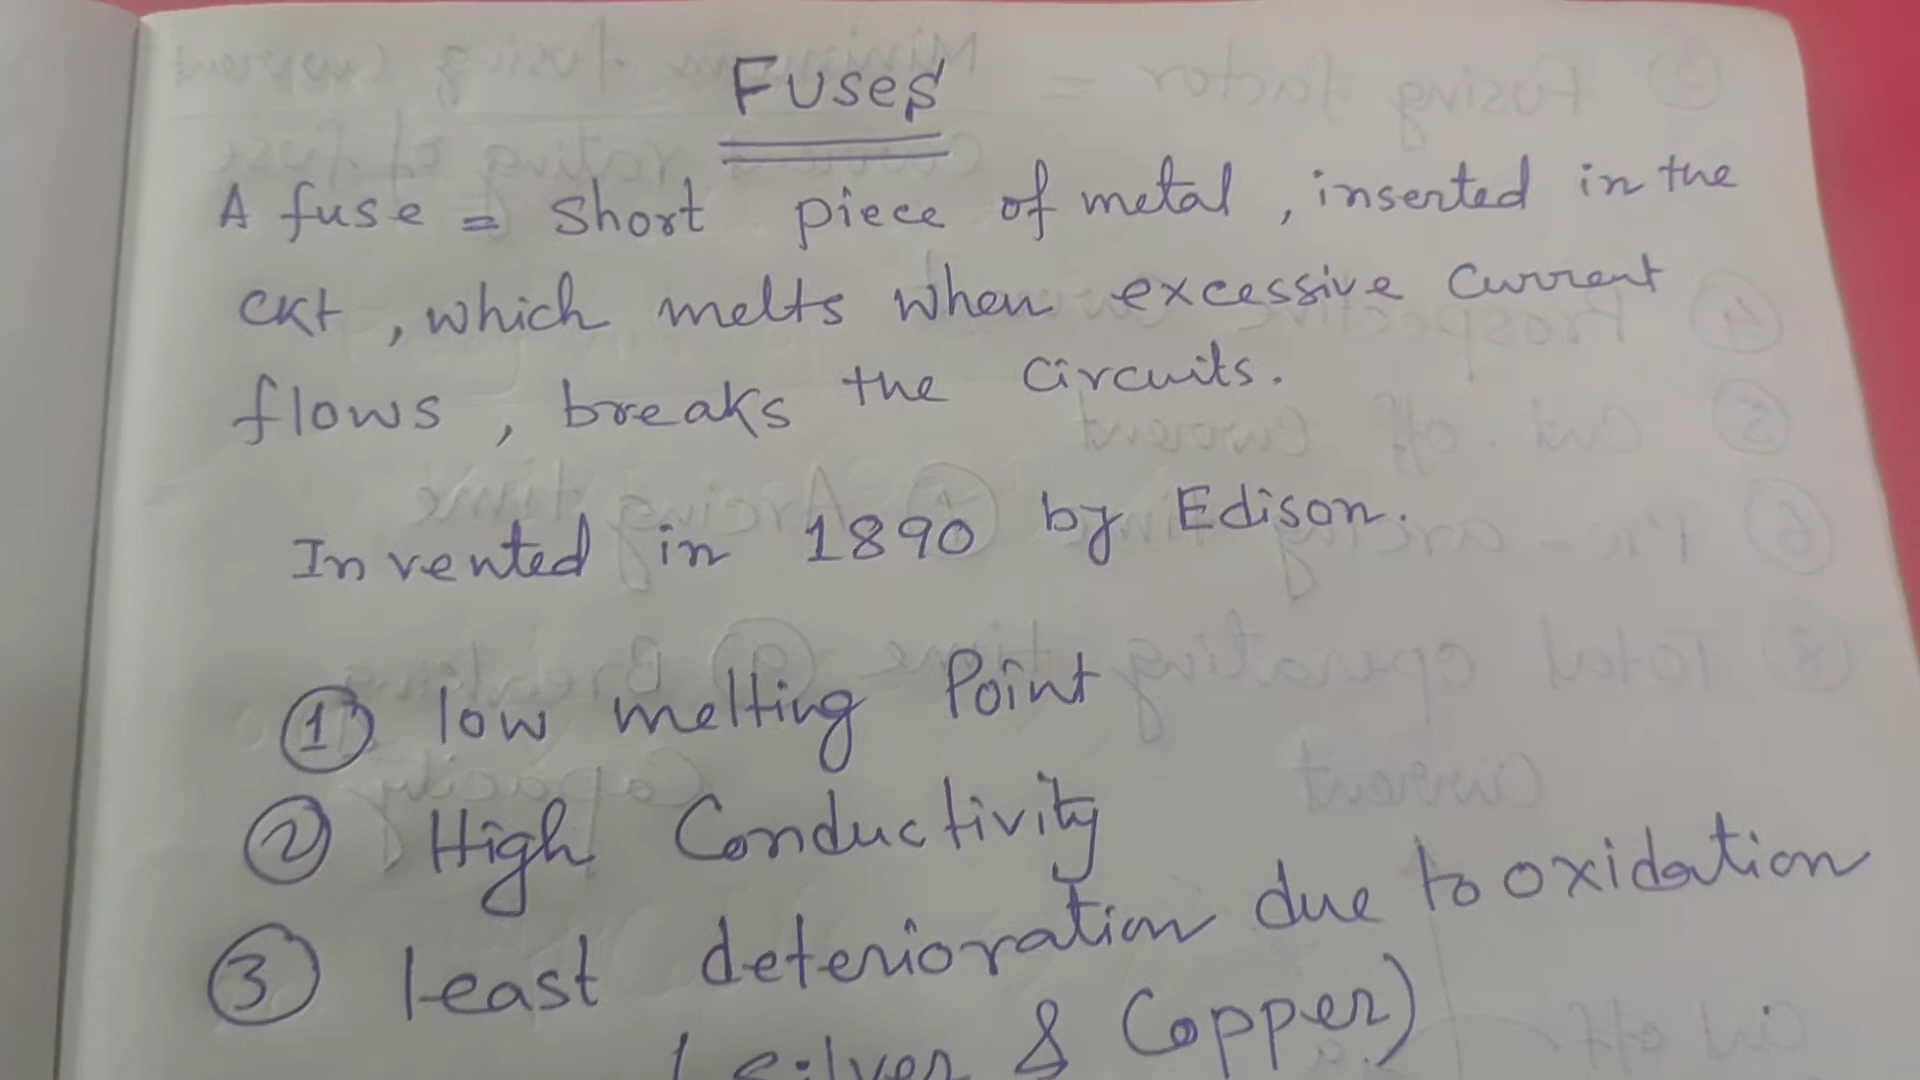 Fuses
A fuse = Short piece of metal, inserted in the
ckt, which melts when excessive current
flows, breaks the circuits.
Invented in 1890 by Edison.
① low melting Point
② High Conductivity
③ least deterioration due to oxidation
(silver & Copper)